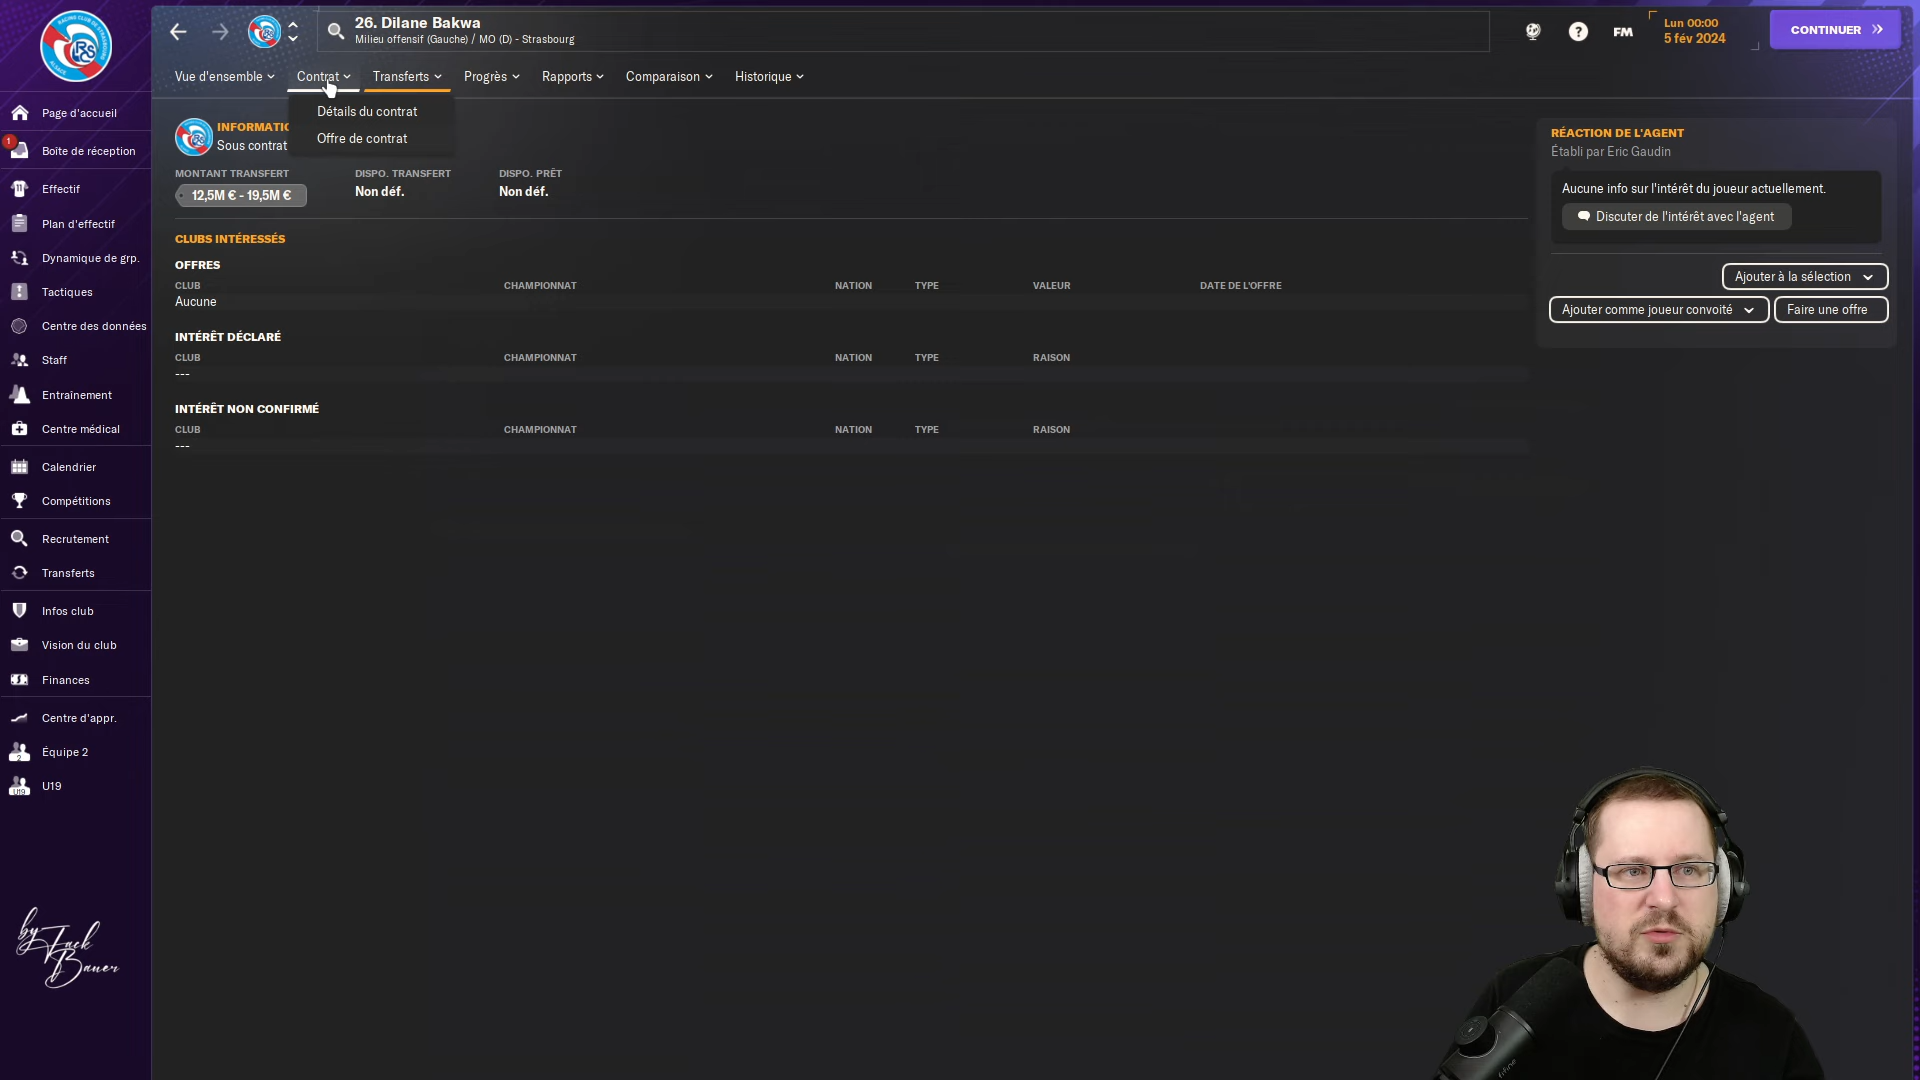 26. Dilane Bakwa
Milieu offensif (Gauche) / MO (D) - Strasbourg
?
FM
Lun 00:00
5 fév 2024
CONTINUER
Vue d'ensemble
Contrat
Transferts
Progrès
Rapports
Comparaison
Historique
Détails du contrat
Offre de contrat
Page d'accueil
1
Boîte de réception
Effectif
Plan d'effectif
Dynamique de grp.
Tactiques
Centre des données
Staff
Entraînement
Centre médical
Calendrier
Compétitions
Recrutement
Transferts
Infos club
Vision du club
Finances
Centre d'appr.
2
Équipe 2
U19
U19
by Jack
Bauer
INFORMATIO
Sous contrat
MONTANT TRANSFERT
12,5M € - 19,5M €
DISPO. TRANSFERT
Non déf.
DISPO. PRÊT
Non déf.
CLUBS INTÉRESSÉS
OFFRES
CLUB CHAMPIONNAT NATION TYPE VALEUR DATE DE L'OFFRE
Aucune
INTÉRÊT DÉCLARÉ
CLUB CHAMPIONNAT NATION TYPE RAISON
---
INTÉRÊT NON CONFIRMÉ
CLUB CHAMPIONNAT NATION TYPE RAISON
---
RÉACTION DE L'AGENT
Établi par Eric Gaudin
Aucune info sur l'intérêt du joueur actuellement.
Discuter de l'intérêt avec l'agent
Ajouter à la sélection
Ajouter comme joueur convoité
Faire une offre